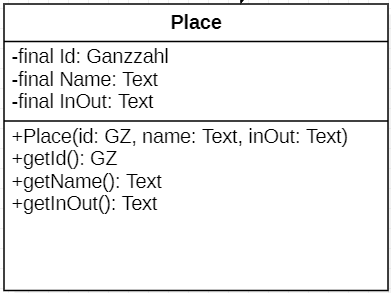 Place
-final Id: Ganzzahl
-final Name: Text
-final InOut: Text
+Place(id: GZ, name: Text, inOut: Text)
+getId(): GZ
+getName(): Text
+getInOut(): Text